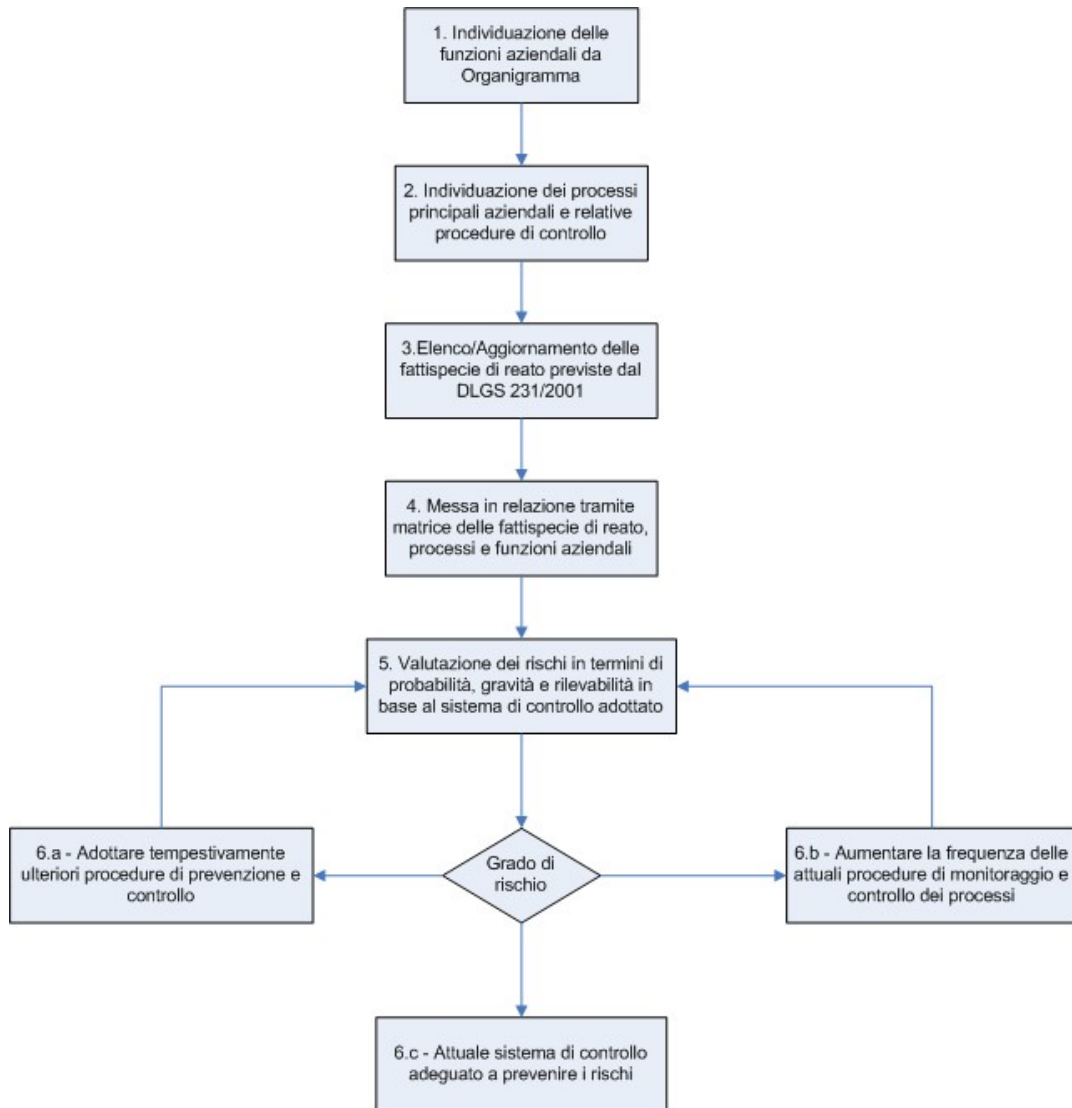 1. Individuazione delle
funzioni aziendali da
Organigramma
2. Individuazione dei processi
principali aziendali e relative
procedure di controllo
3.Elenco/Aggiornamento delle
fattispecie di reato previste dal
DLGS 231/2001
4. Messa in relazione tramite
matrice delle fattispecie di reato,
processi e funzioni aziendali
5. Valutazione dei rischi in termini di
probabilità, gravità e rilevabilità in
base al sistema di controllo adottato
6.a - Adottare tempestivamente
ulteriori procedure di prevenzione e
controllo
Grado di
rischio
6.b - Aumentare la frequenza delle
attuali procedure di monitoraggio e
controllo dei processi
6.c - Attuale sistema di controllo
adeguato a prevenire i rischi